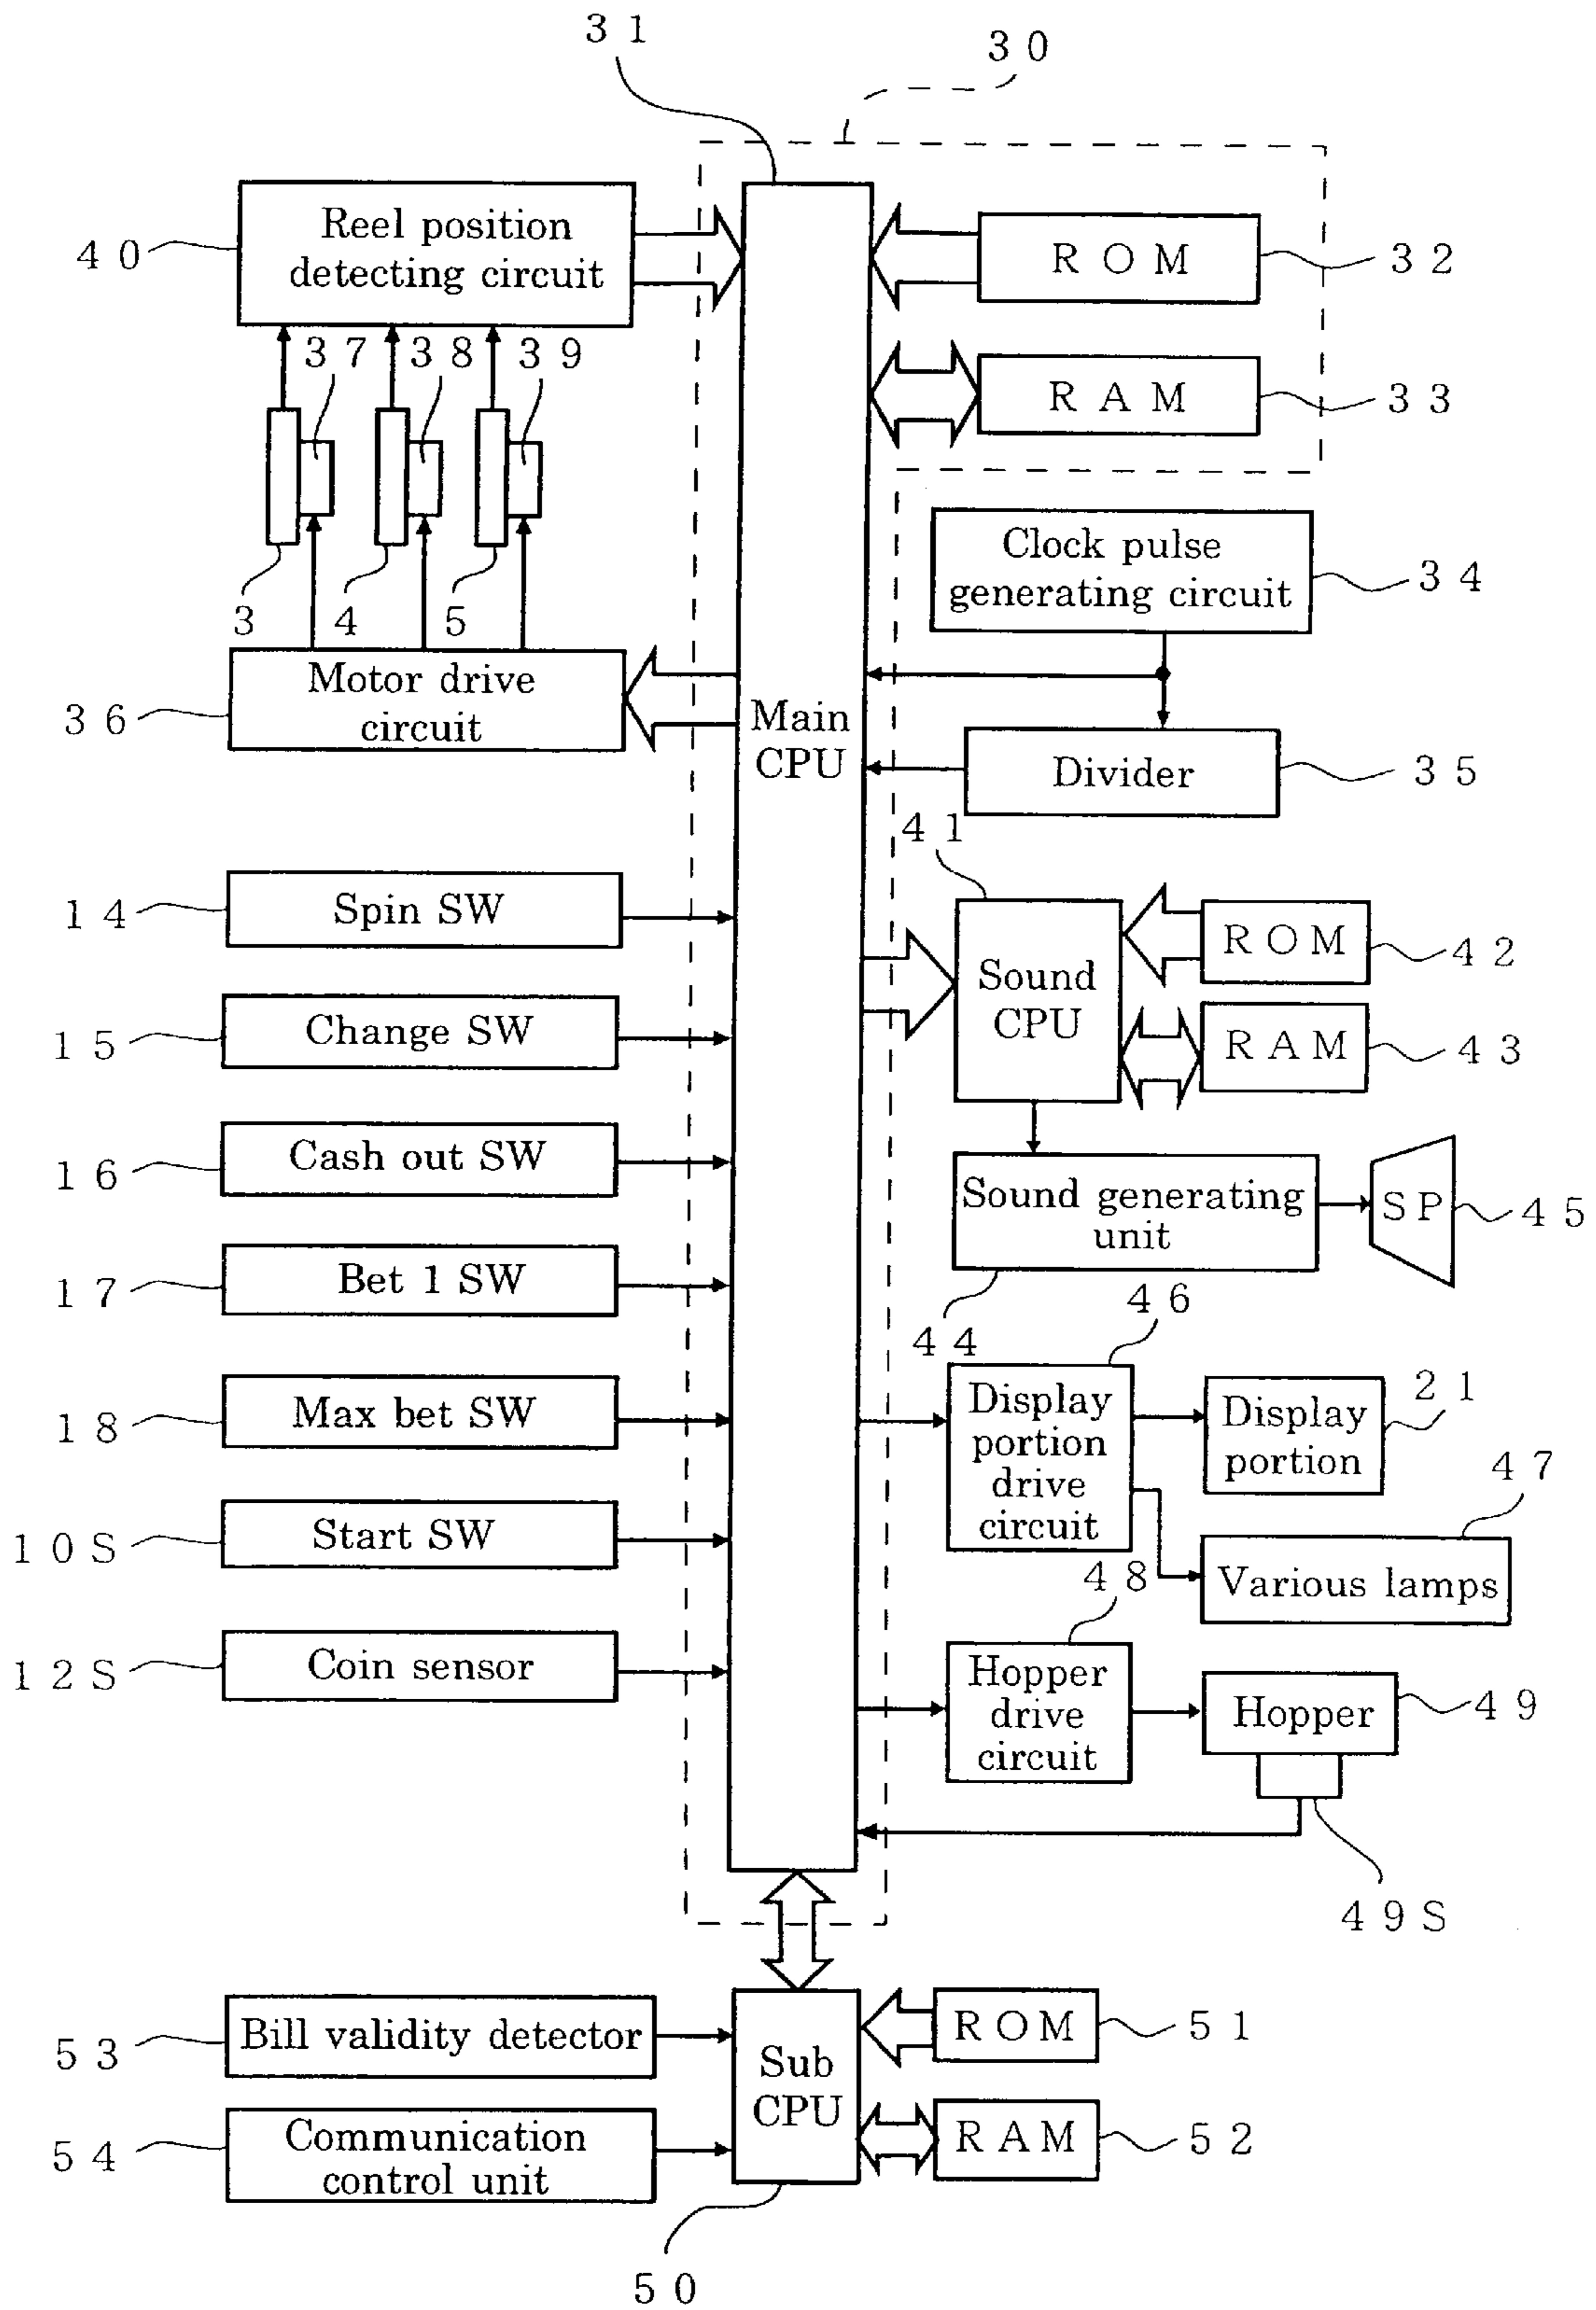 31
30
Reel position
detecting circuit
40
ROM
32
37
38
39
RAM
33
3
4
5
Clock pulse
generating circuit
34
Motor drive
circuit
36
Main
CPU
Divider
35
41
Spin SW
14
Sound
CPU
ROM
42
Change SW
15
RAM
43
Cash out SW
16
Sound generating
unit
SP
45
44
Bet 1 SW
17
46
Max bet SW
18
Display
portion
drive
circuit
Display
portion
21
47
Start SW
10S
Various lamps
48
Coin sensor
12S
Hopper
drive
circuit
Hopper
49
49S
Bill validity detector
53
Sub
CPU
ROM
51
Communication
control unit
54
RAM
52
50